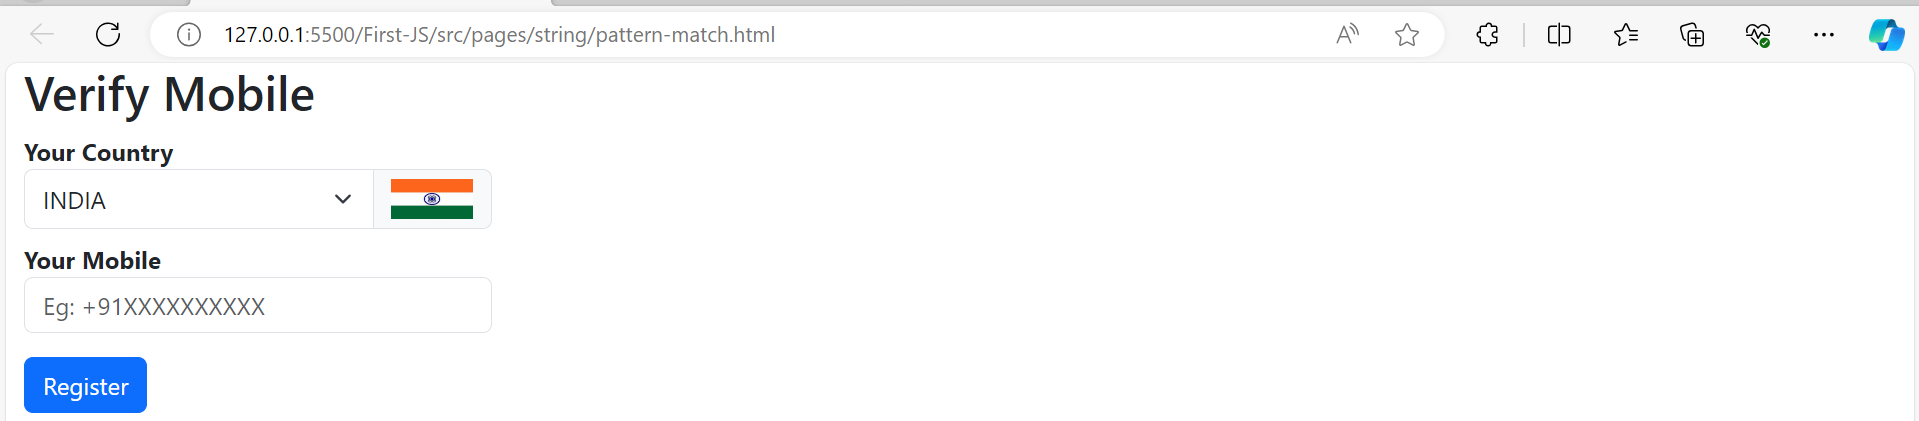 127.0.0.1:5500/First-JS/src/pages/string/pattern-match.html
Verify Mobile
Your Country
INDIA
Your Mobile
Eg: +91XXXXXXXXXX
Register